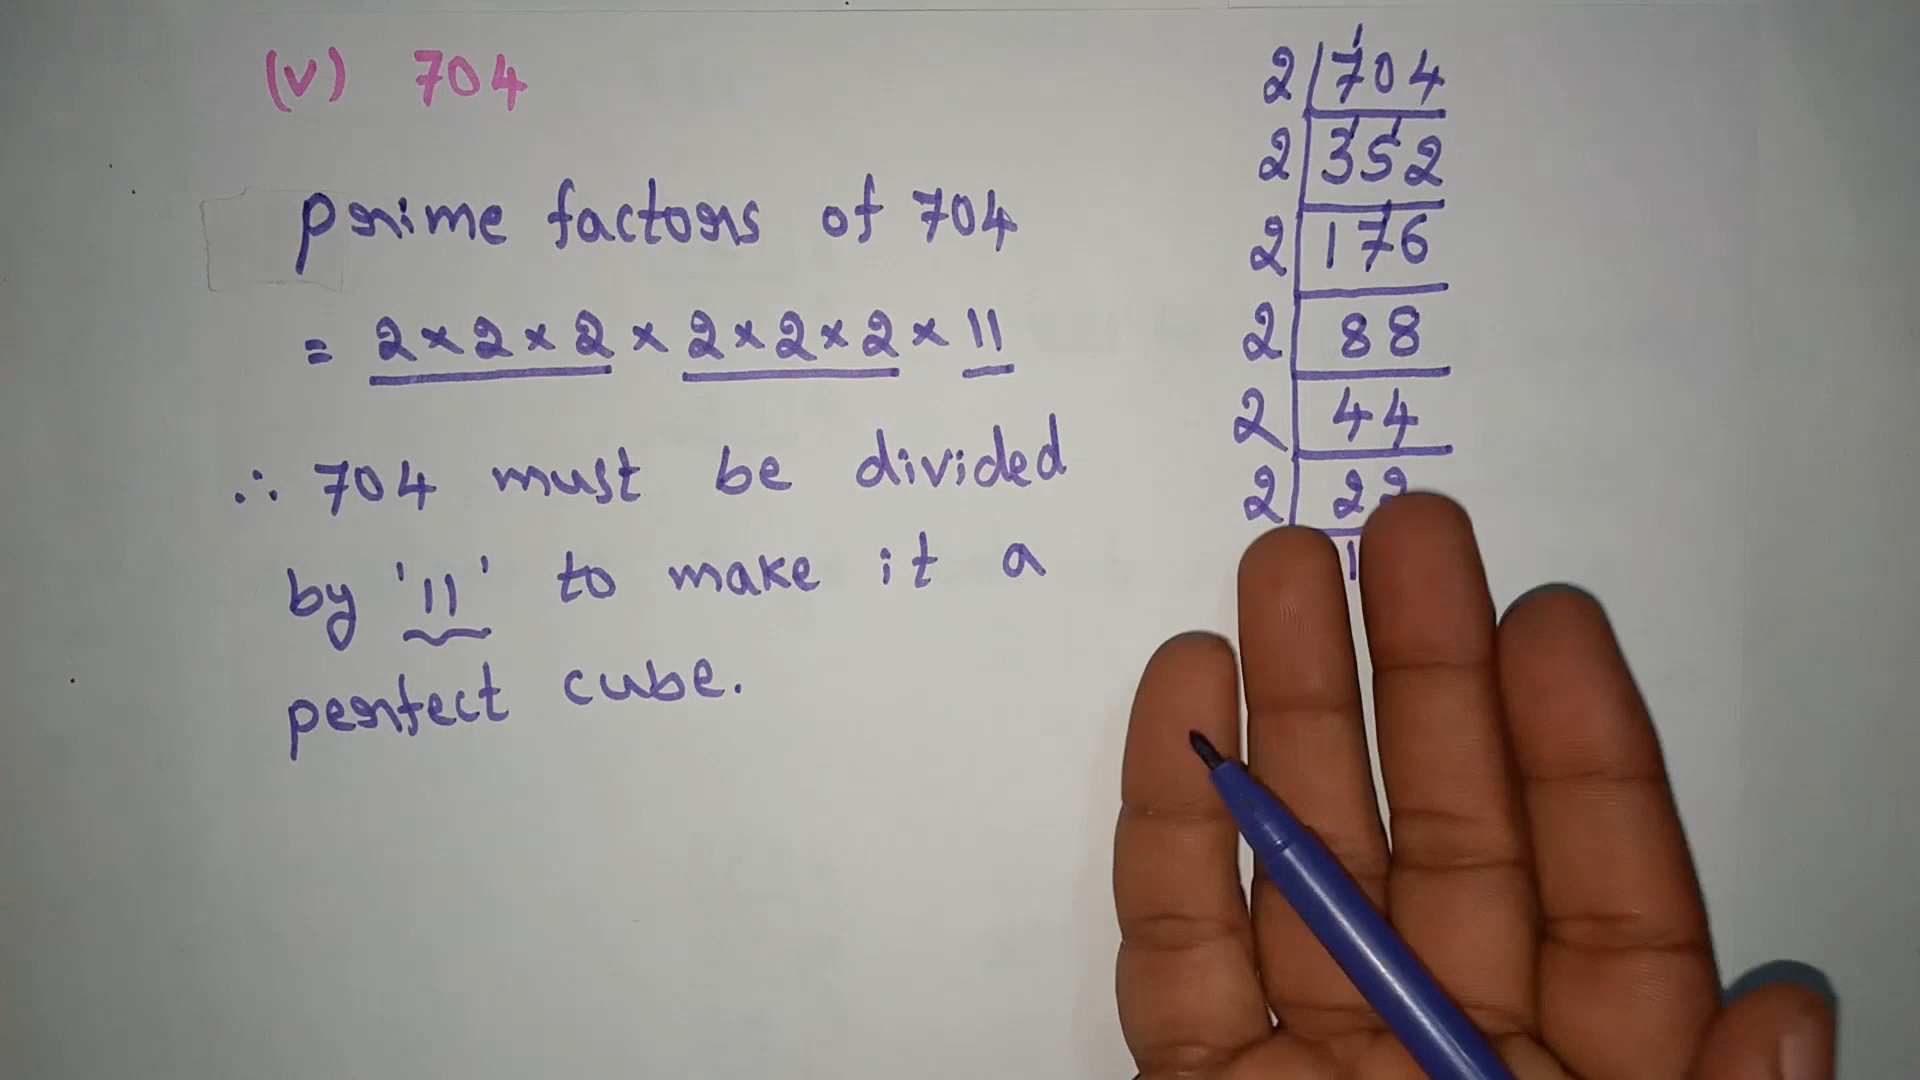 (v) 704
prime factors of 704
= 2 × 2 × 2 × 2 × 2 × 2 × 11
∴ 704 must be divided
by '11' to make it a
perfect cube.
2 | 704
2 | 352
2 | 176
2 | 88
2 | 44
2 | 22
1